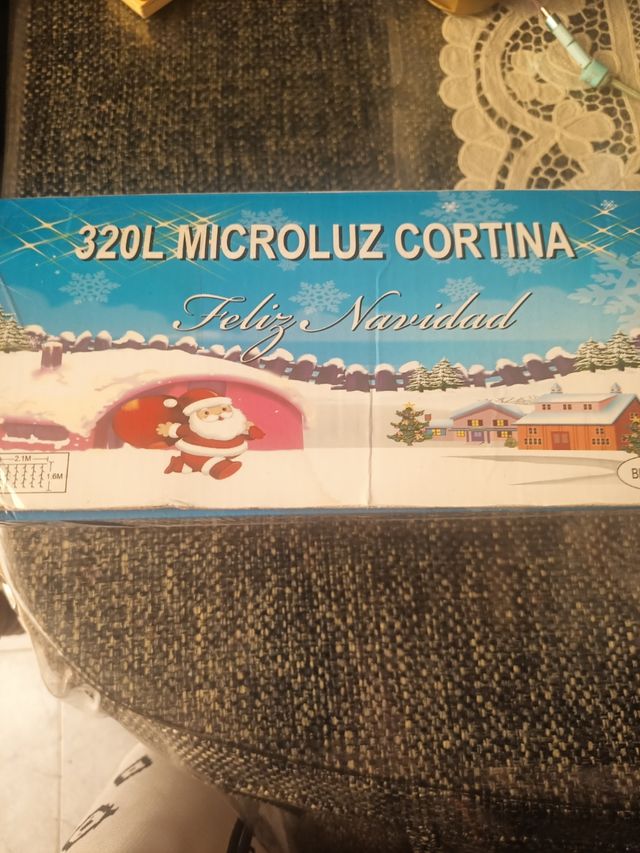 320L MICROLUZ CORTINA
Feliz Navidad
2.1M
1.6M